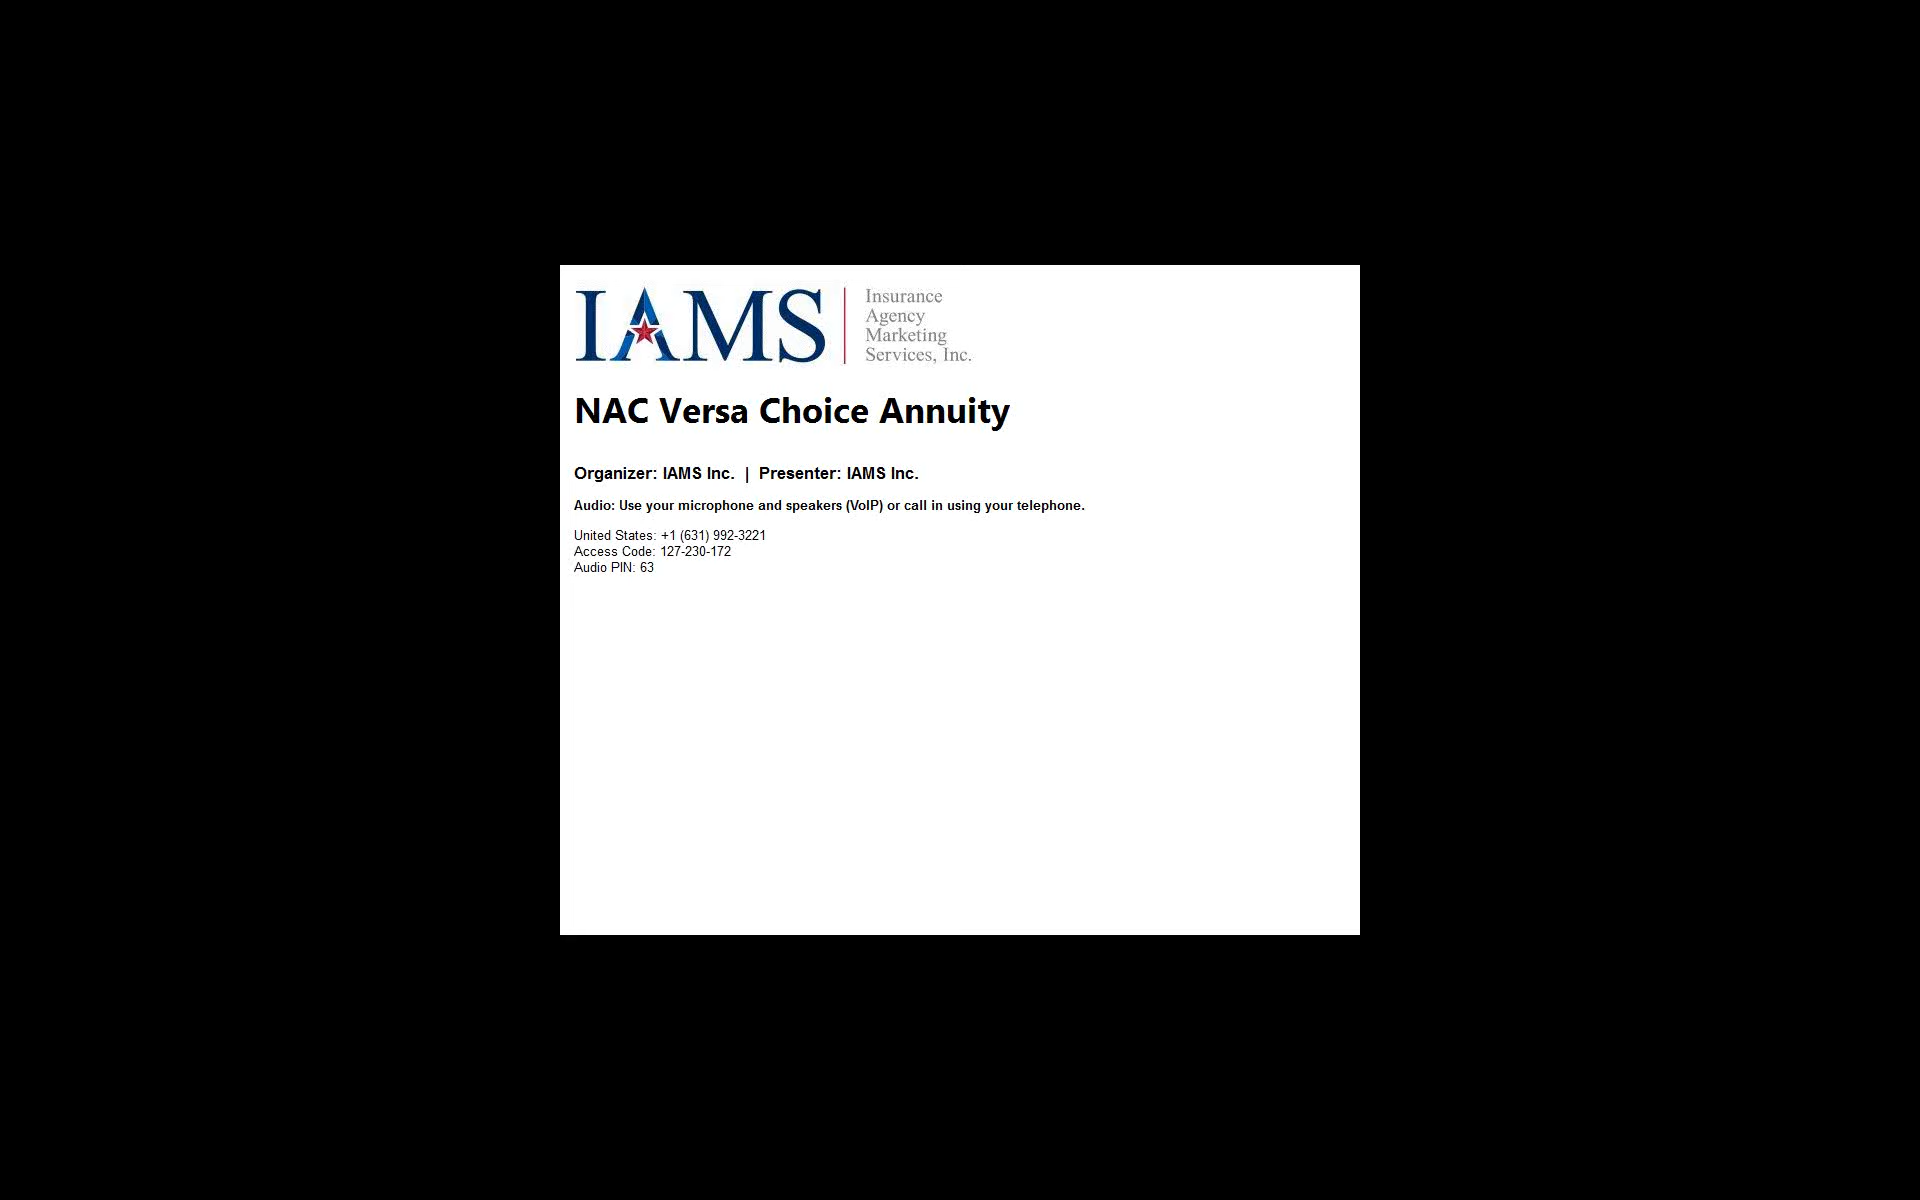 IAMS
Insurance
Agency
Marketing
Services, Inc.
NAC Versa Choice Annuity
Organizer: IAMS Inc. | Presenter: IAMS Inc.
Audio: Use your microphone and speakers (VoIP) or call in using your telephone.
United States: +1 (631) 992-3221
Access Code: 127-230-172
Audio PIN: 63